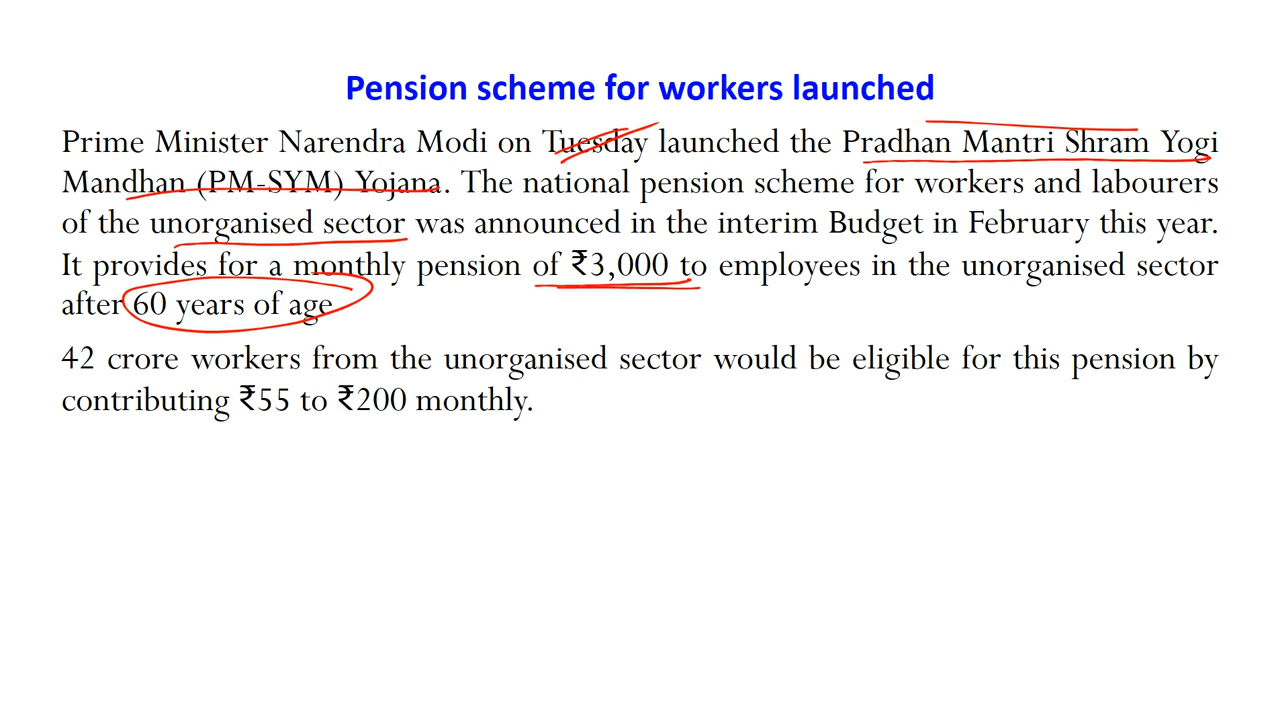 Pension scheme for workers launched
Prime Minister Narendra Modi on Tuesday launched the Pradhan Mantri Shram Yogi
Mandhan (PM-SYM) Yojana. The national pension scheme for workers and labourers
of the unorganised sector was announced in the interim Budget in February this year.
It provides for a monthly pension of ₹3,000 to employees in the unorganised sector
after 60 years of age
42 crore workers from the unorganised sector would be eligible for this pension by
contributing ₹55 to ₹200 monthly.